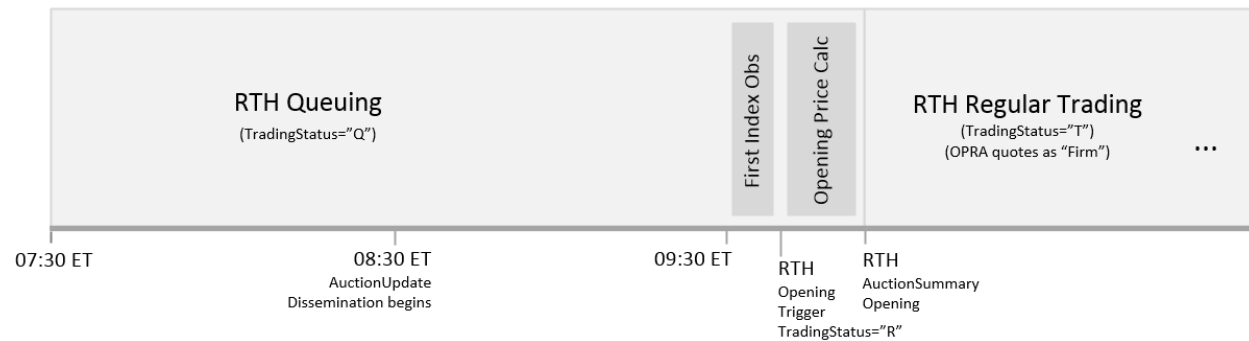 RTH Queuing
(TradingStatus=”Q”)
First Index Obs
Opening Price Calc
RTH Regular Trading
(TradingStatus=”T”)
(OPRA quotes as “Firm”)
...
07:30 ET
08:30 ET
AuctionUpdate
Dissemination begins
09:30 ET
RTH
Opening
Trigger
TradingStatus=”R”
RTH
AuctionSummary
Opening